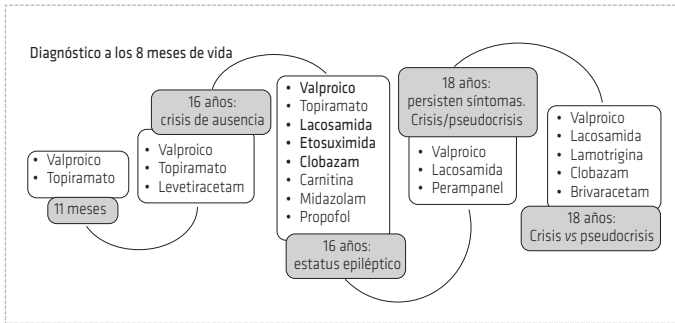 Diagnóstico a los 8 meses de vida
• Valproico
• Topiramato
11 meses
16 años:
crisis de ausencia
• Valproico
• Topiramato
• Levetiracetam
• Valproico
• Topiramato
• Lacosamida
• Etosuximida
• Clobazam
• Carnitina
• Midazolam
• Propofol
16 años:
estatus epiléptico
18 años:
persisten síntomas.
Crisis/pseudocrisis
• Valproico
• Lacosamida
• Perampanel
• Valproico
• Lacosamida
• Lamotrigina
• Clobazam
• Brivaracetam
18 años:
Crisis vs pseudocrisis